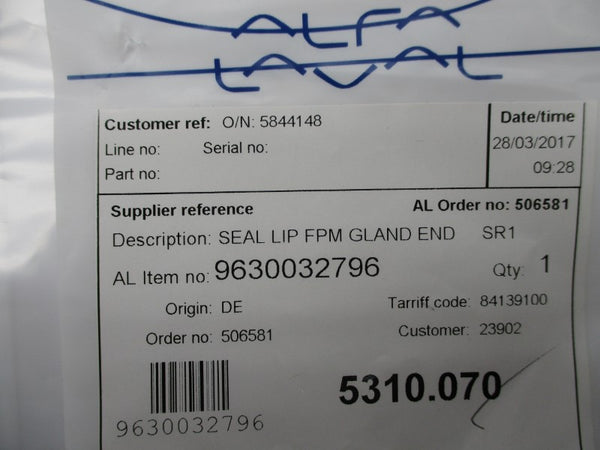 ALFA
LAVAL
Customer ref: O/N: 5844148
Line no: Serial no:
Part no:
Date/time
28/03/2017
09:28
Supplier reference AL Order no: 506581
Description: SEAL LIP FPM GLAND END SR1
AL Item no: 9630032796 Qty: 1
Origin: DE Tarriff code: 84139100
Order no: 506581 Customer: 23902
5310.070
9630032796